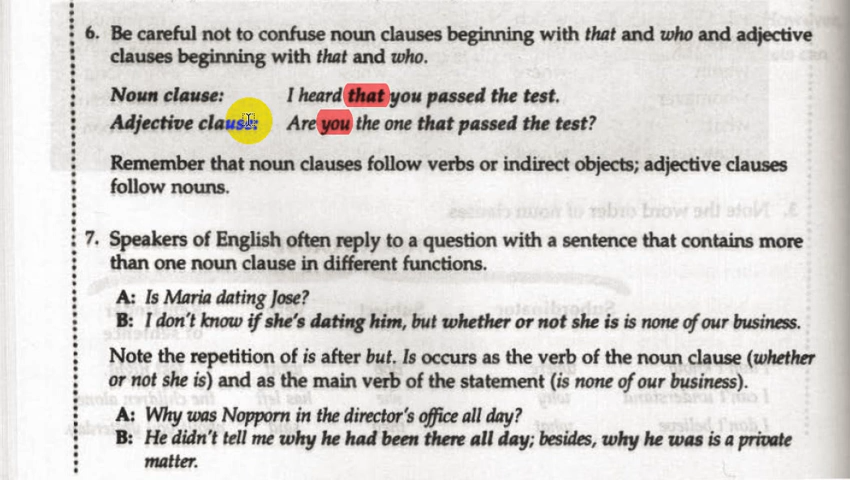 6. Be careful not to confuse noun clauses beginning with that and who and adjective
clauses beginning with that and who.
Noun clause: I heard that you passed the test.
Adjective clause: Are you the one that passed the test?
Remember that noun clauses follow verbs or indirect objects; adjective clauses
follow nouns.
7. Speakers of English often reply to a question with a sentence that contains more
than one noun clause in different functions.
A: Is Maria dating Jose?
B: I don't know if she's dating him, but whether or not she is is none of our business.
Note the repetition of is after but. Is occurs as the verb of the noun clause (whether
or not she is) and as the main verb of the statement (is none of our business).
A: Why was Nopporn in the director's office all day?
B: He didn't tell me why he had been there all day; besides, why he was is a private
matter.